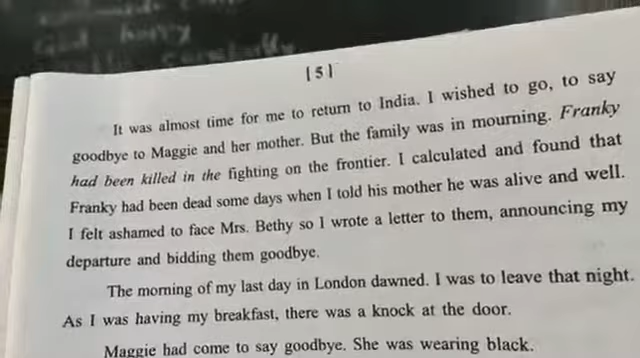 [5]
It was almost time for me to return to India. I wished to go, to say
goodbye to Maggie and her mother. But the family was in mourning. Franky
had been killed in the fighting on the frontier. I calculated and found that
Franky had been dead some days when I told his mother he was alive and well.
I felt ashamed to face Mrs. Bethy so I wrote a letter to them, announcing my
departure and bidding them goodbye.
The morning of my last day in London dawned. I was to leave that night.
As I was having my breakfast, there was a knock at the door.
Maggie had come to say goodbye. She was wearing black.